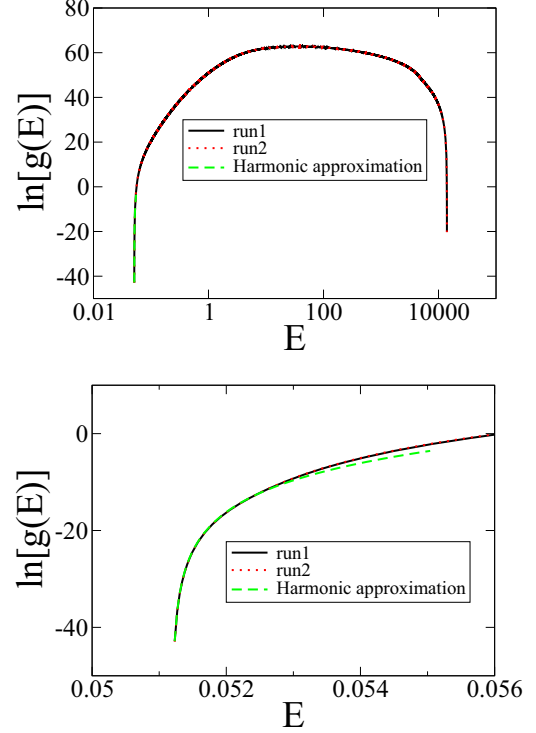 80
60
40
20
0
-20
-40
ln[g(E)]
run1
run2
Harmonic approximation
0.01 1 100 10000
E
0
-20
-40
ln[g(E)]
run1
run2
Harmonic approximation
0.05 0.052 0.054 0.056
E